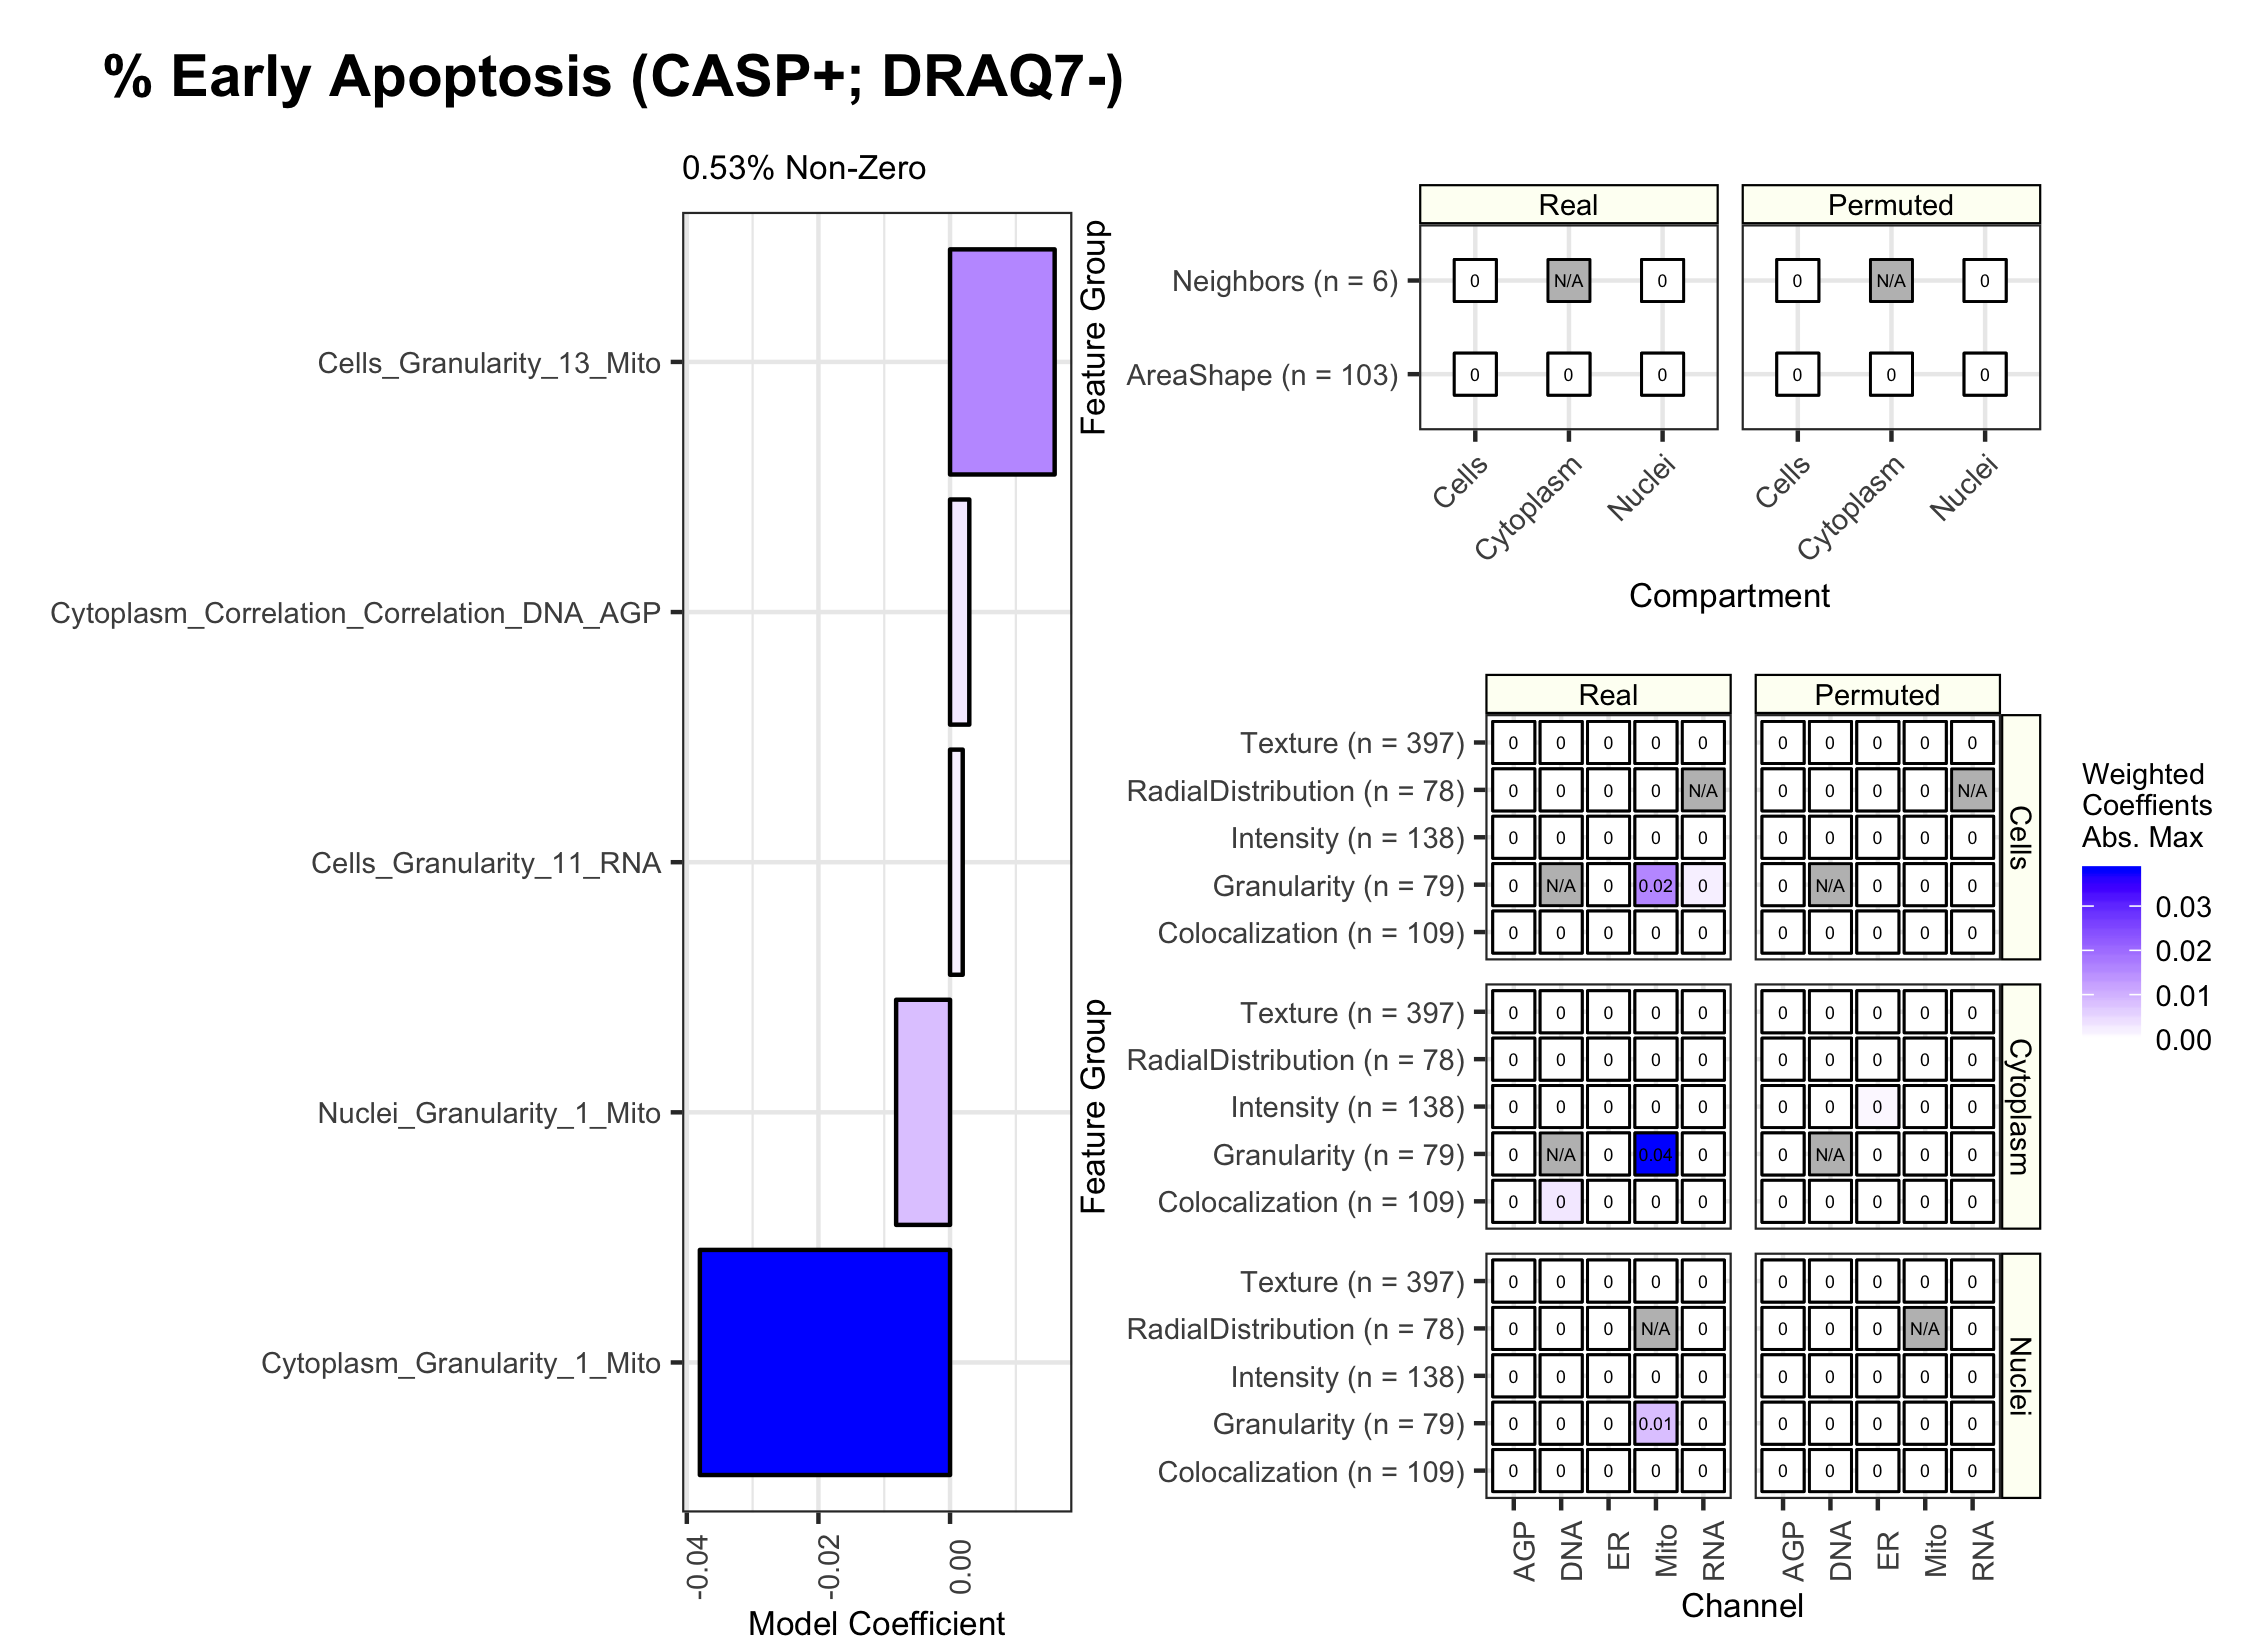 % Early Apoptosis (CASP+; DRAQ7-)
0.53% Non-Zero
Cells_Granularity_13_Mito
Cytoplasm_Correlation_Correlation_DNA_AGP
Cells_Granularity_11_RNA
Nuclei_Granularity_1_Mito
Cytoplasm_Granularity_1_Mito
-0.04 -0.02 0.00
Model Coefficient
Feature Group
Real Permuted
Neighbors (n = 6) 0 N/A 0 0 N/A 0
AreaShape (n = 103) 0 0 0 0 0 0
Cells Cytoplasm Nuclei Cells Cytoplasm Nuclei
Compartment
Feature Group
Real Permuted
Texture (n = 397) 0 0 0 0 0 0 0 0 0 0
RadialDistribution (n = 78) 0 0 0 0 N/A 0 0 0 0 N/A
Intensity (n = 138) 0 0 0 0 0 0 0 0 0 0
Granularity (n = 79) 0 N/A 0 0.02 0 0 N/A 0 0 0
Colocalization (n = 109) 0 0 0 0 0 0 0 0 0 0
Cells
Texture (n = 397) 0 0 0 0 0 0 0 0 0 0
RadialDistribution (n = 78) 0 0 0 0 0 0 0 0 0 0
Intensity (n = 138) 0 0 0 0 0 0 0 0 0 0
Granularity (n = 79) 0 N/A 0 0.04 0 0 N/A 0 0 0
Colocalization (n = 109) 0 0 0 0 0 0 0 0 0 0
Cytoplasm
Texture (n = 397) 0 0 0 0 0 0 0 0 0 0
RadialDistribution (n = 78) 0 0 0 N/A 0 0 0 0 N/A 0
Intensity (n = 138) 0 0 0 0 0 0 0 0 0 0
Granularity (n = 79) 0 0 0 0.01 0 0 0 0 0 0
Colocalization (n = 109) 0 0 0 0 0 0 0 0 0 0
Nuclei
AGP DNA ER Mito RNA AGP DNA ER Mito RNA
Channel
Weighted
Coeffients
Abs. Max
0.03
0.02
0.01
0.00